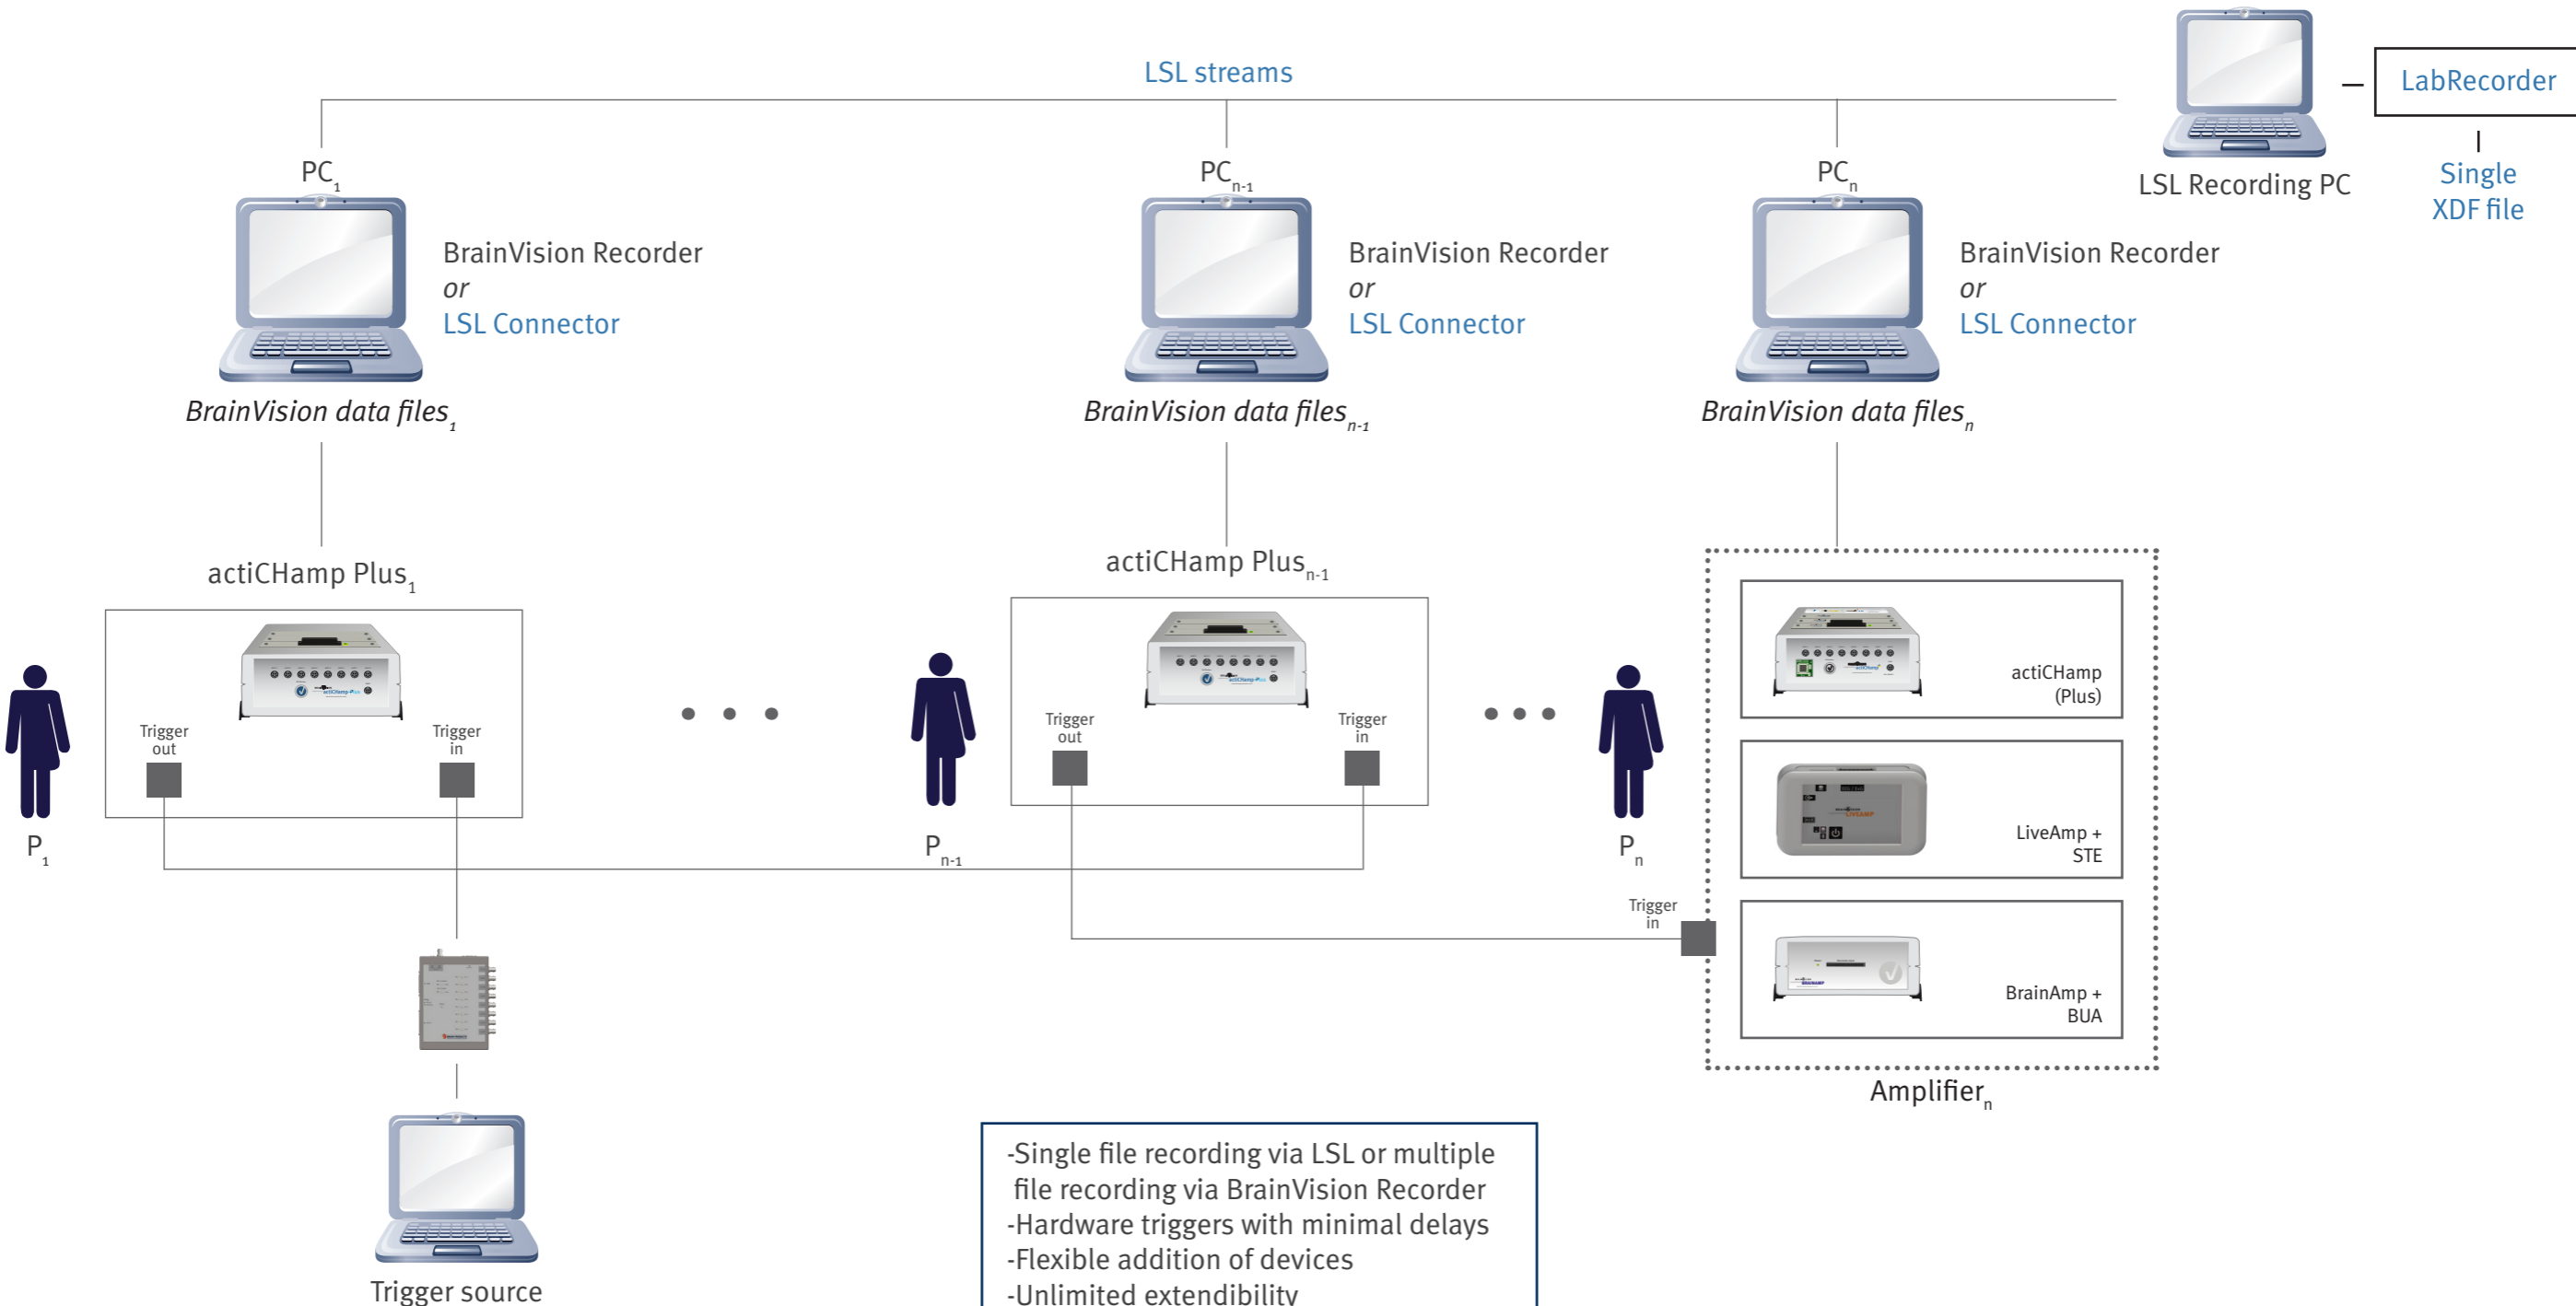 LSL streams
LabRecorder
Single
XDF file
LSL Recording PC
PC1
BrainVision Recorder
or
LSL Connector
BrainVision data files1
PCn-1
BrainVision Recorder
or
LSL Connector
BrainVision data filesn-1
PCn
BrainVision Recorder
or
LSL Connector
BrainVision data filesn
actiCHamp Plus1
Trigger
out
Trigger
in
P1
actiCHamp Plusn-1
Trigger
out
Trigger
in
Pn-1
Pn
Trigger
in
actiCHamp
(Plus)
LiveAmp +
STE
BrainAmp +
BUA
Amplifiern
Trigger source
-Single file recording via LSL or multiple
file recording via BrainVision Recorder
-Hardware triggers with minimal delays
-Flexible addition of devices
-Unlimited extendibility